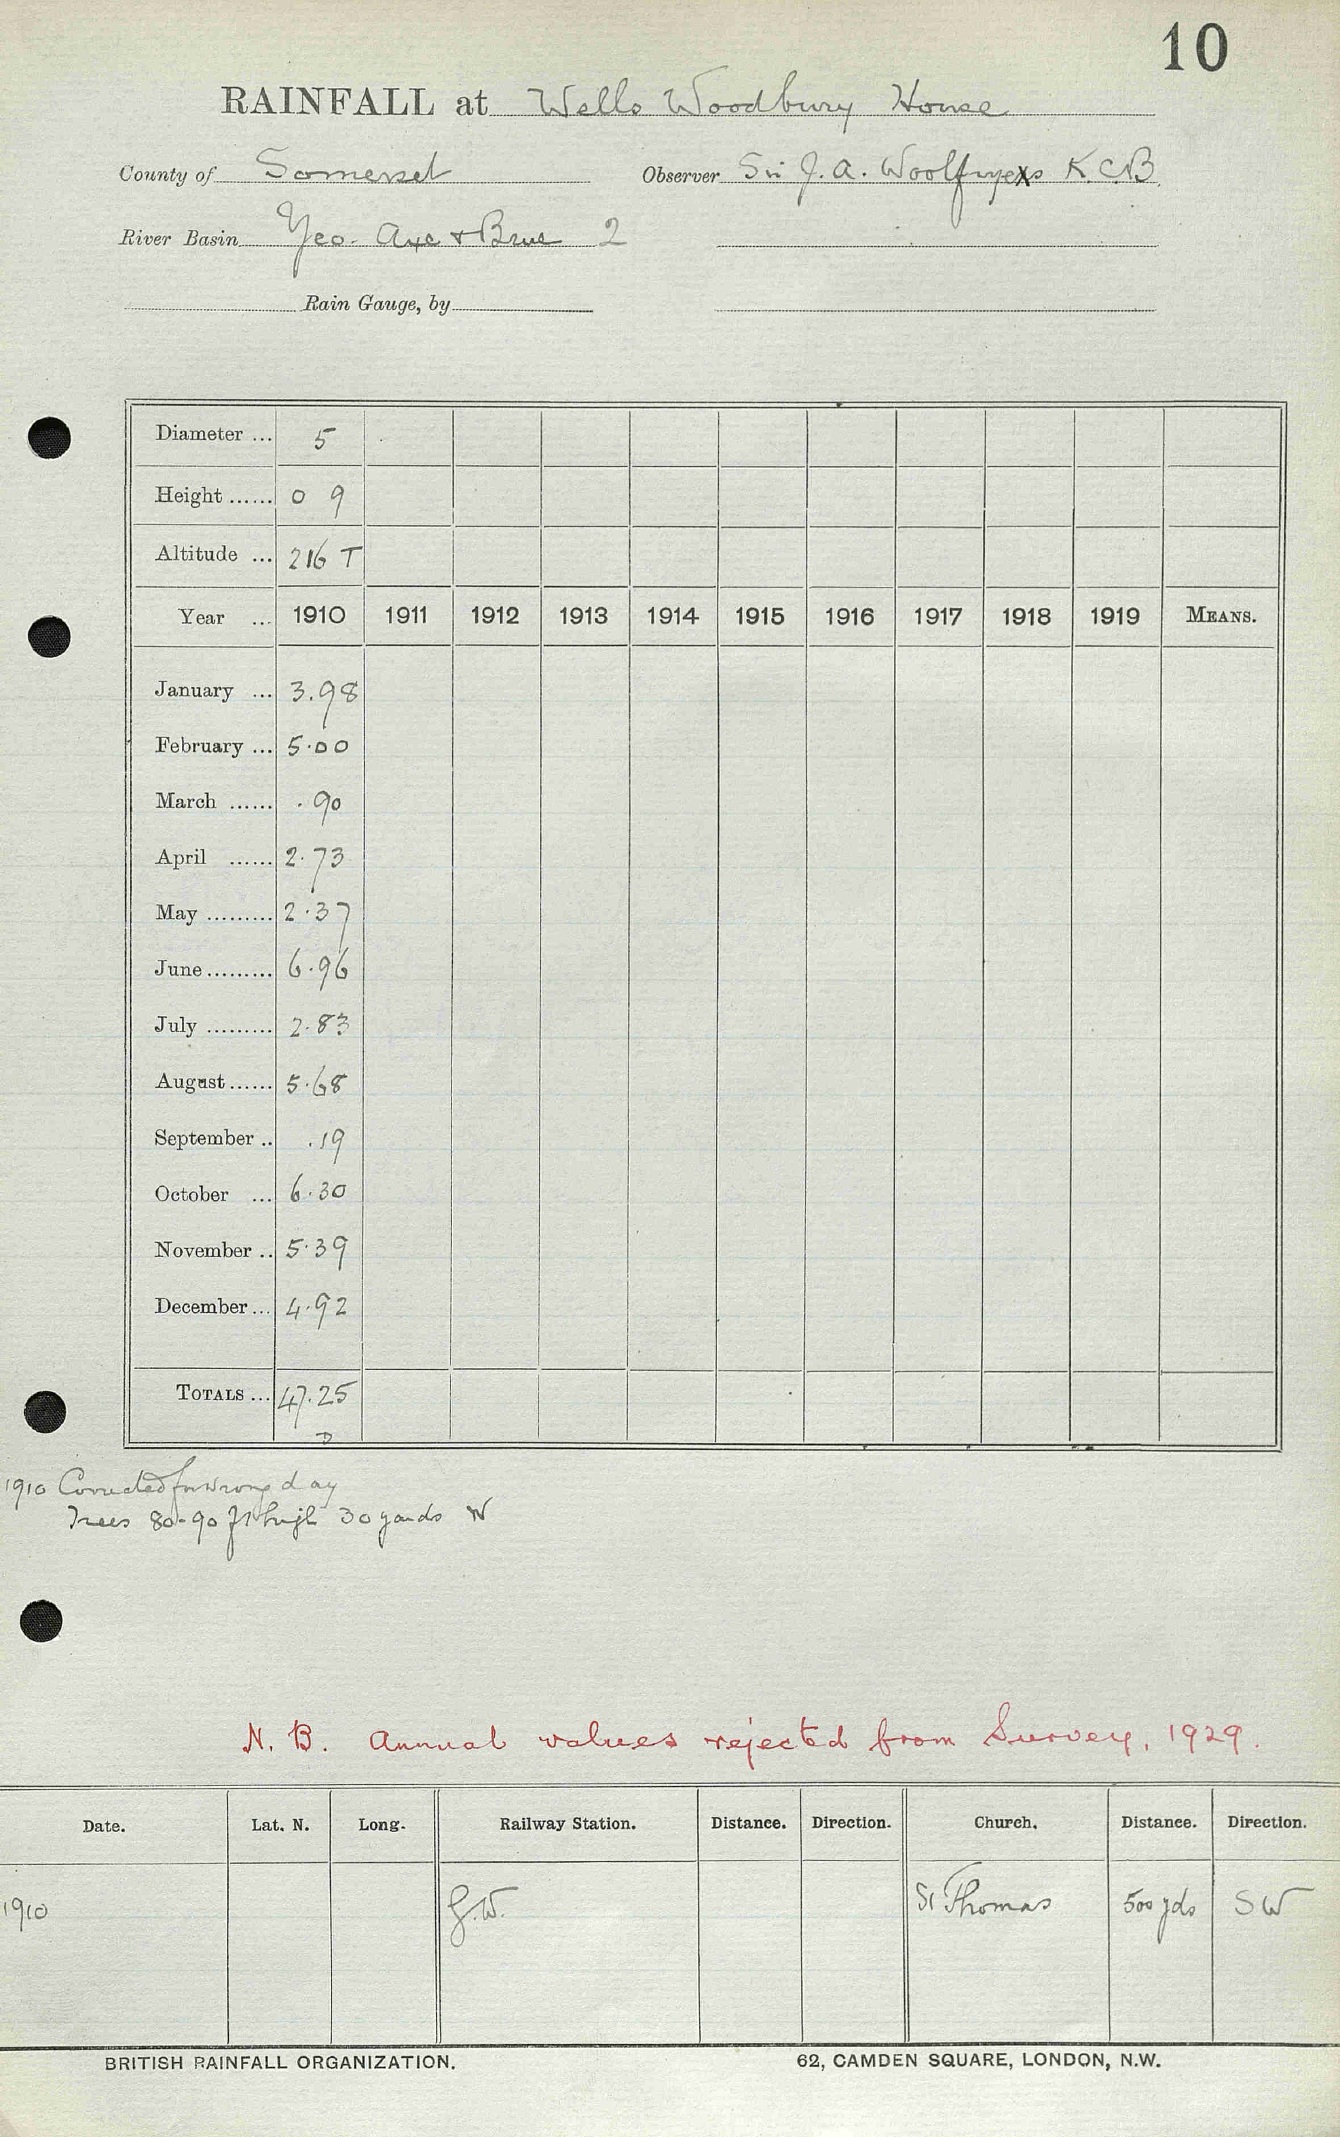 10
RAINFALL at Wells Woodbury House
County of Somerset Observer Sir J. A. Woolfryes K.C.B.
River Basin Yeo. Axe & Brue 2
Rain Gauge, by
Diameter ... 5
Height ...... 0 9
Altitude ... 216 T
Year ... 1910 1911 1912 1913 1914 1915 1916 1917 1918 1919 MEANS.
January ... 3.98
February ... 5.00
March ...... .90
April ...... 2.73
May ......... 2.37
June ......... 6.96
July ......... 2.83
August ...... 5.68
September .. .19
October ... 6.30
November .. 5.39
December ... 4.92
TOTALS ... 47.25
D
1910 Corrected for wrong day
Trees 80-90 ft high 30 yards N
N.B. Annual values rejected from Survey, 1929.
Date. Lat. N. Long. Railway Station. Distance. Direction. Church. Distance. Direction.
1910 G.W. St Thomas 500 yds SW
BRITISH RAINFALL ORGANIZATION. 62, CAMDEN SQUARE, LONDON, N.W.